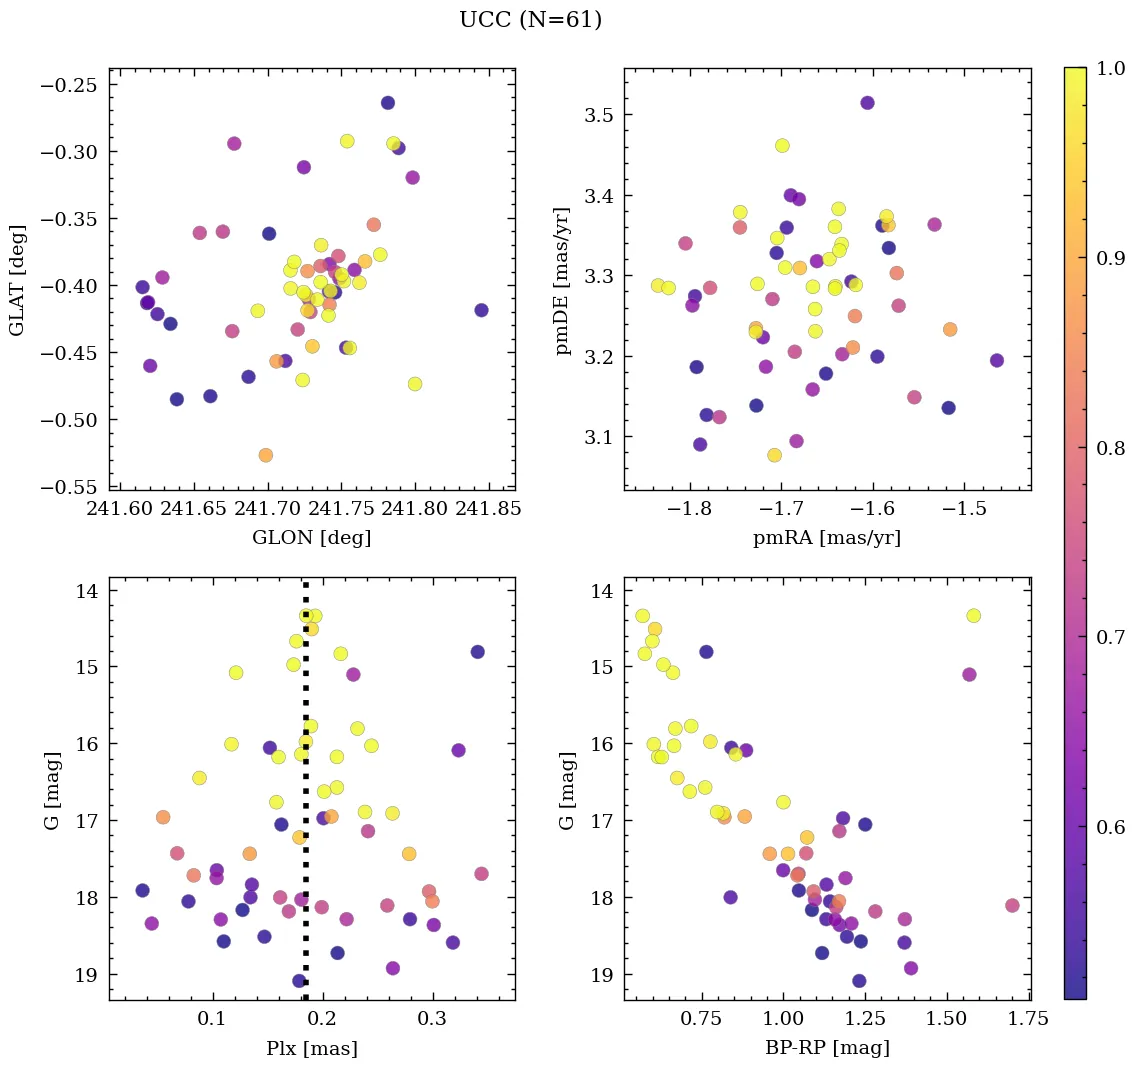 UCC (N=61)
−0.25
−0.30
−0.35
−0.40
−0.45
−0.50
−0.55
GLAT [deg]
241.60 241.65 241.70 241.75 241.80 241.85
GLON [deg]
3.5
3.4
3.3
3.2
3.1
pmDE [mas/yr]
−1.8 −1.7 −1.6 −1.5
pmRA [mas/yr]
14
15
16
17
18
19
G [mag]
0.1 0.2 0.3
Plx [mas]
14
15
16
17
18
19
G [mag]
0.75 1.00 1.25 1.50 1.75
BP-RP [mag]
1.0
0.9
0.8
0.7
0.6